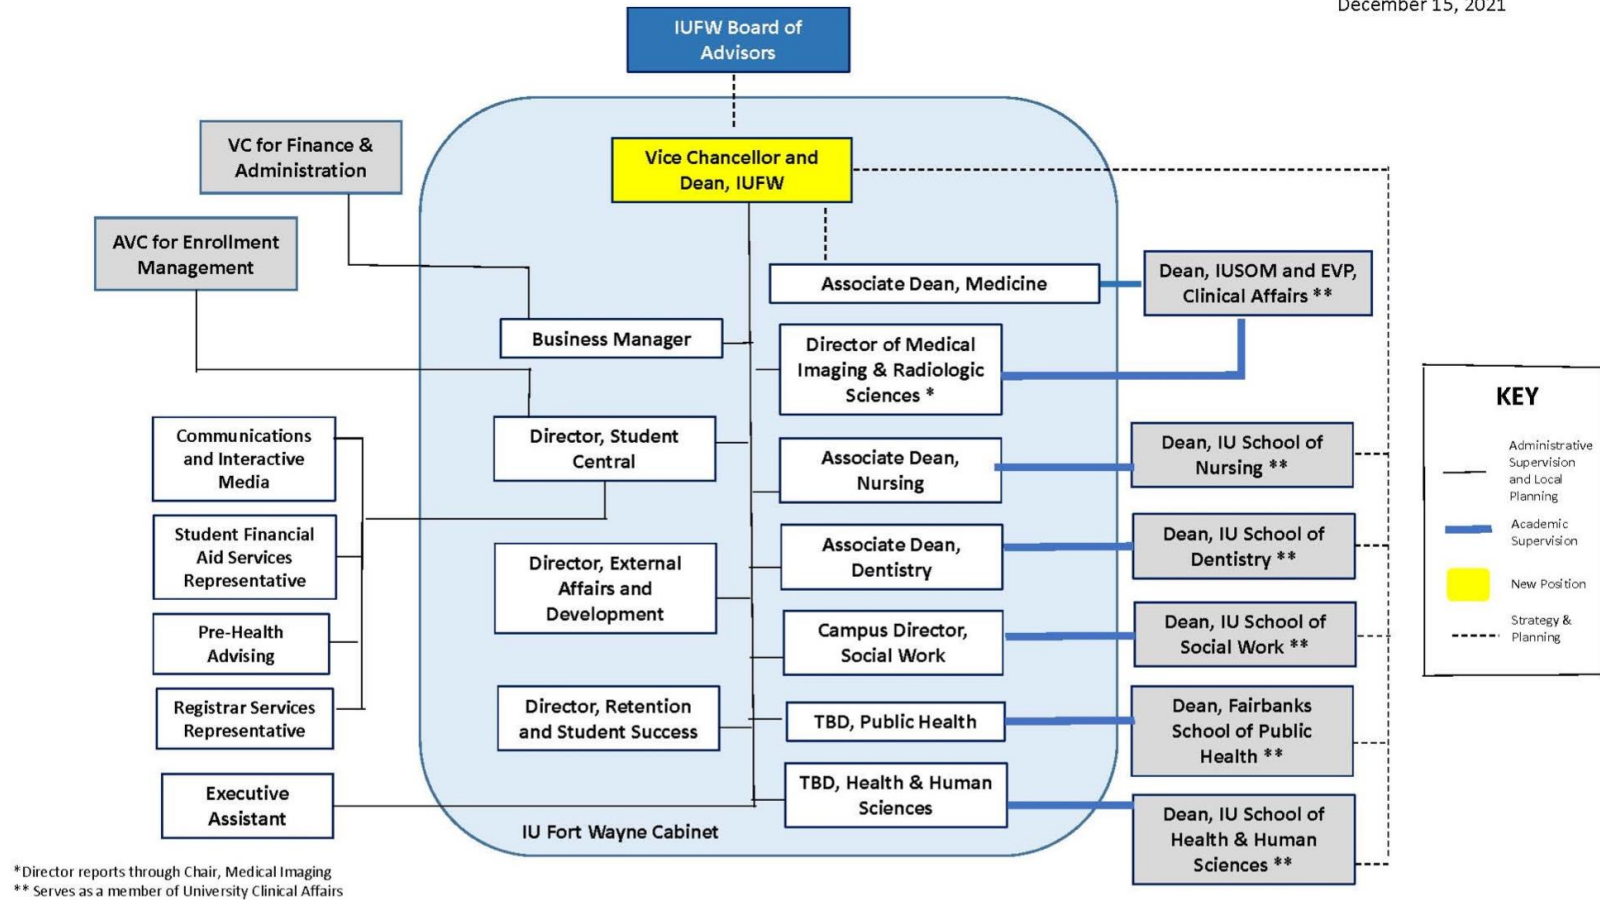 December 15, 2021
IUFW Board of
Advisors
VC for Finance &
Administration
Vice Chancellor and
Dean, IUFW
AVC for Enrollment
Management
Associate Dean, Medicine
Dean, IUSOM and EVP,
Clinical Affairs **
Business Manager
Director of Medical
Imaging & Radiologic
Sciences *
Communications
and Interactive
Media
Director, Student
Central
Associate Dean,
Nursing
Dean, IU School of
Nursing **
Student Financial
Aid Services
Representative
Director, External
Affairs and
Development
Associate Dean,
Dentistry
Dean, IU School of
Dentistry **
Pre-Health
Advising
Campus Director,
Social Work
Dean, IU School of
Social Work **
Registrar Services
Representative
Director, Retention
and Student Success
TBD, Public Health
Dean, Fairbanks
School of Public
Health **
Executive
Assistant
TBD, Health & Human
Sciences
Dean, IU School of
Health & Human
Sciences **
IU Fort Wayne Cabinet
KEY
Administrative
Supervision
and Local
Planning
Academic
Supervision
New Position
Strategy &
Planning
*Director reports through Chair, Medical Imaging
** Serves as a member of University Clinical Affairs